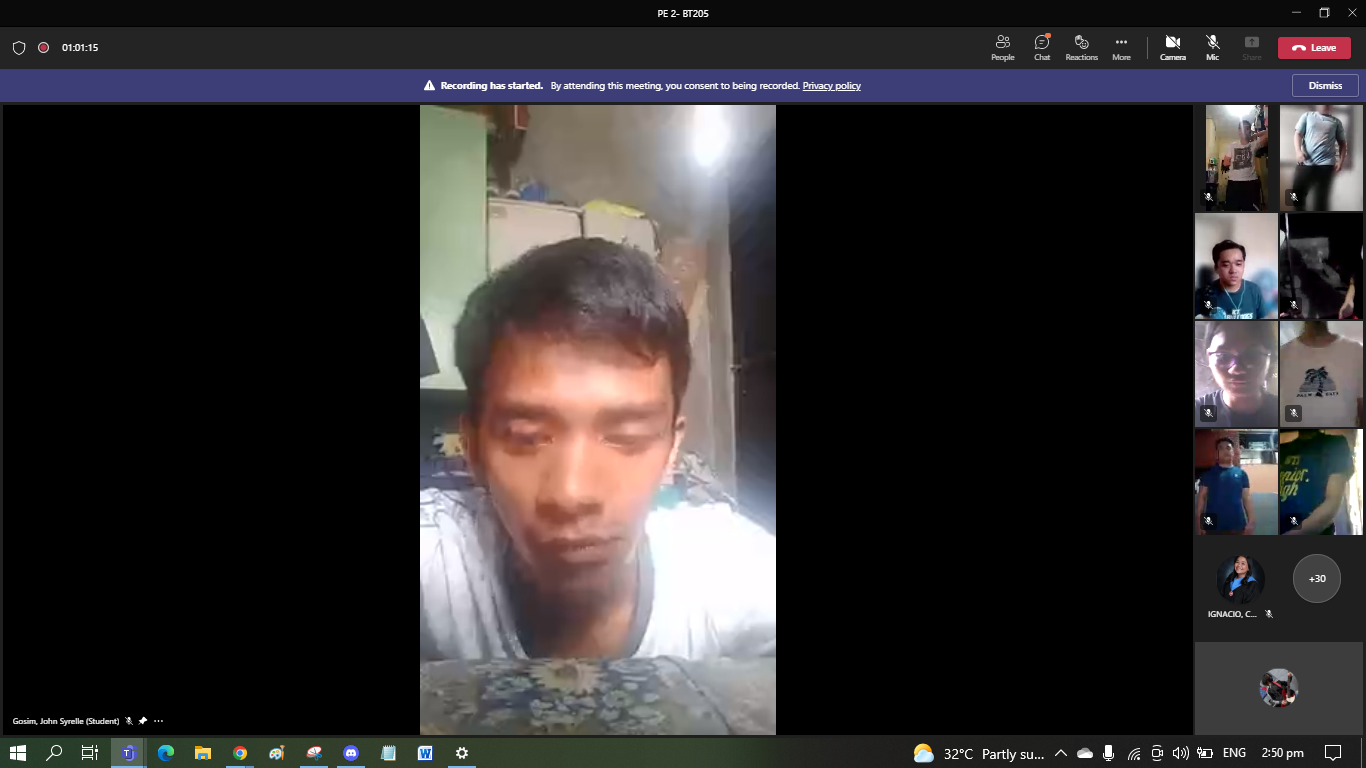 PE 2- BT205
01:01:15
People
Chat
Reactions
More
Camera
Mic
Share
Leave
Recording has started. By attending this meeting, you consent to being recorded. Privacy policy
Dismiss
IGNACIO, C...
+30
Gosim, John Syrelle (Student)
32°C Partly su...
ENG
2:50 pm